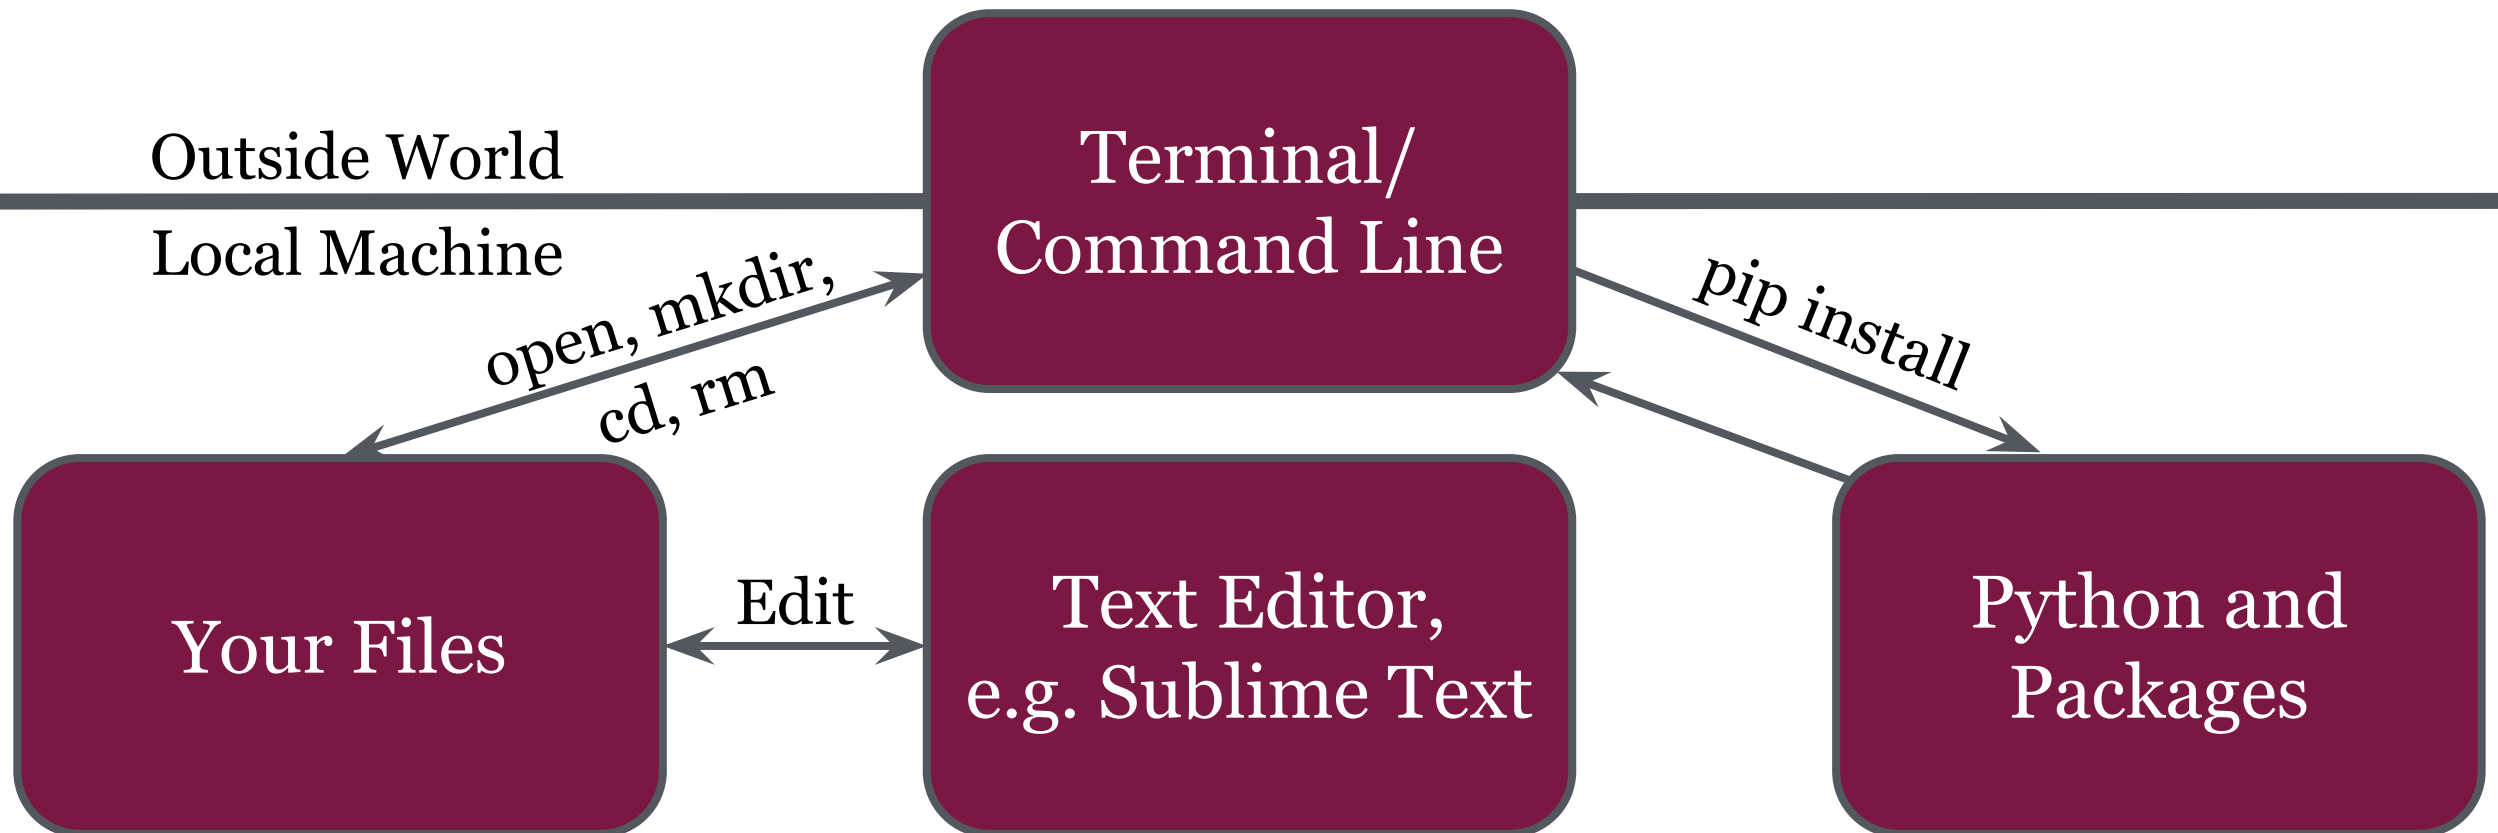 Outside World
Local Machine
Terminal/
Command Line
open, mkdir,
cd, rm
pip install
Your Files
Edit
Text Editor,
e.g. Sublime Text
Python and
Packages